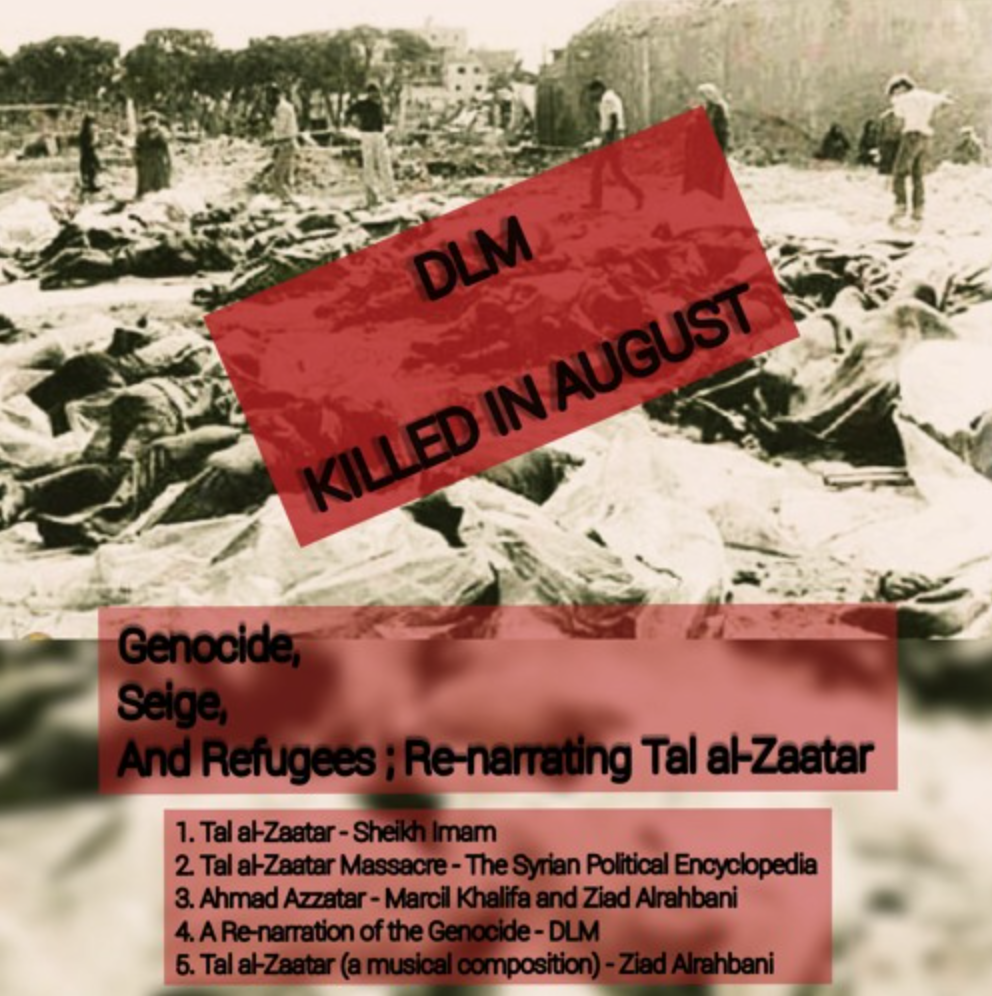 DLM
KILLED IN AUGUST
Genocide,
Seige,
And Refugees ; Re-narrating Tal al-Zaatar
1. Tal al-Zaatar - Sheikh Imam
2. Tal al-Zaatar Massacre - The Syrian Political Encyclopedia
3. Ahmad Azzatar - Marcil Khalifa and Ziad Alrahbani
4. A Re-narration of the Genocide - DLM
5. Tal al-Zaatar (a musical composition) - Ziad Alrahbani